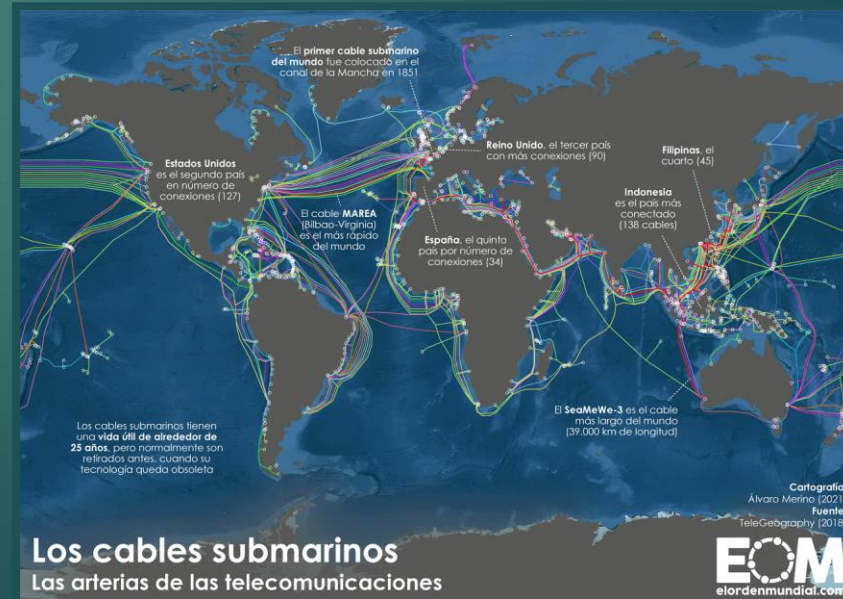 El primer cable submarino
del mundo fue colocado en el
canal de la Mancha en 1851
Estados Unidos
es el segundo país
en número de
conexiones (127)
El cable MAREA
(Bilbao-Virginia)
es el más rápido
del mundo
Reino Unido, el tercer país
con más conexiones (90)
España, el quinto
país por número de
conexiones (34)
Filipinas, el
cuarto (45)
Indonesia
es el país más
conectado
(138 cables)
El SeaMeWe-3 es el cable
más largo del mundo
(39.000 km de longitud)
Los cables submarinos tienen
una vida útil de alrededor de
25 años, pero normalmente son
retirados antes, cuando su
tecnología queda obsoleta
Cartografía
Álvaro Merino (2021
Fuente
TeleGeography (2018
Los cables submarinos
Las arterias de las telecomunicaciones
EOM
elordenmundial.com